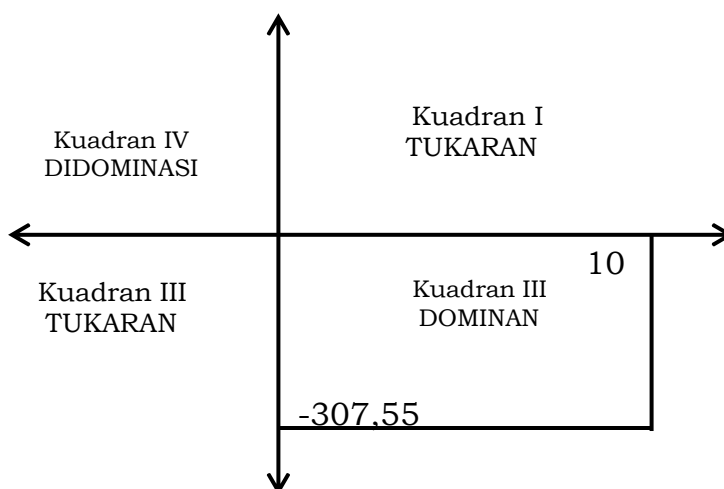 Kuadran IV
DIDOMINASI
Kuadran I
TUKARAN
Kuadran III
TUKARAN
10
Kuadran III
DOMINAN
-307,55